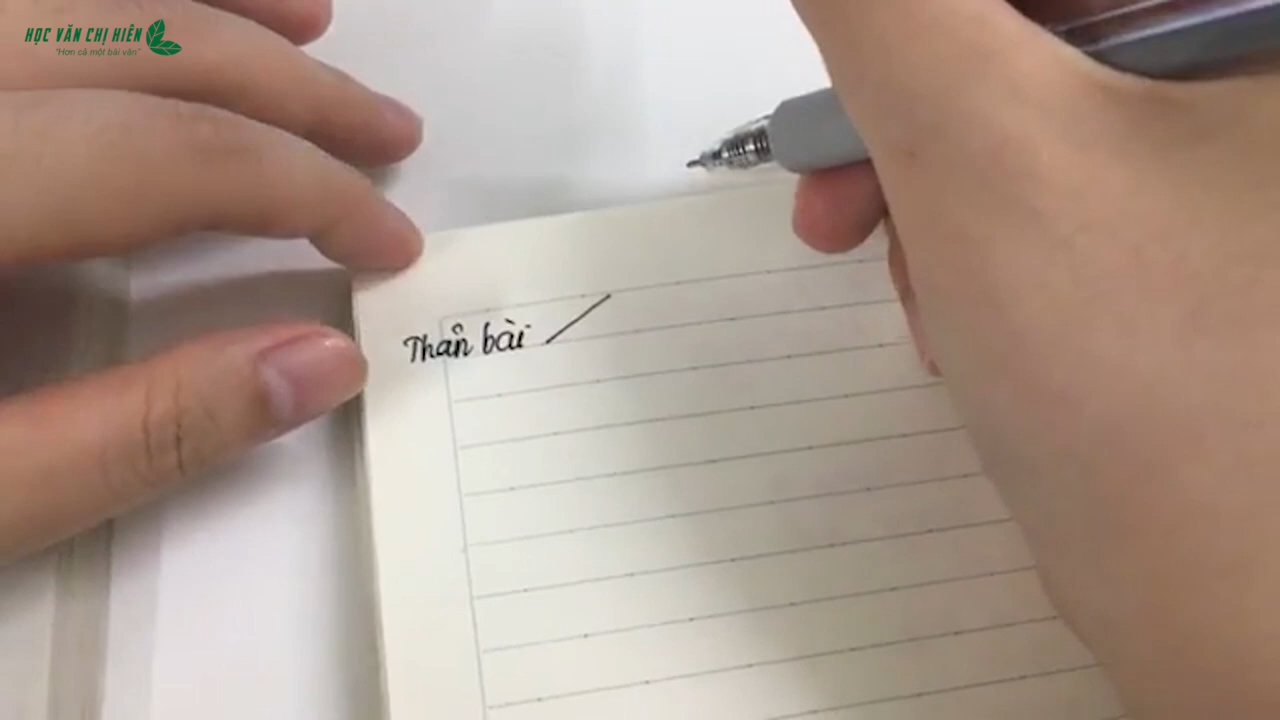 HỌC VĂN CHỊ HIÊN
"Hơn cả một bài văn"
Thân bài